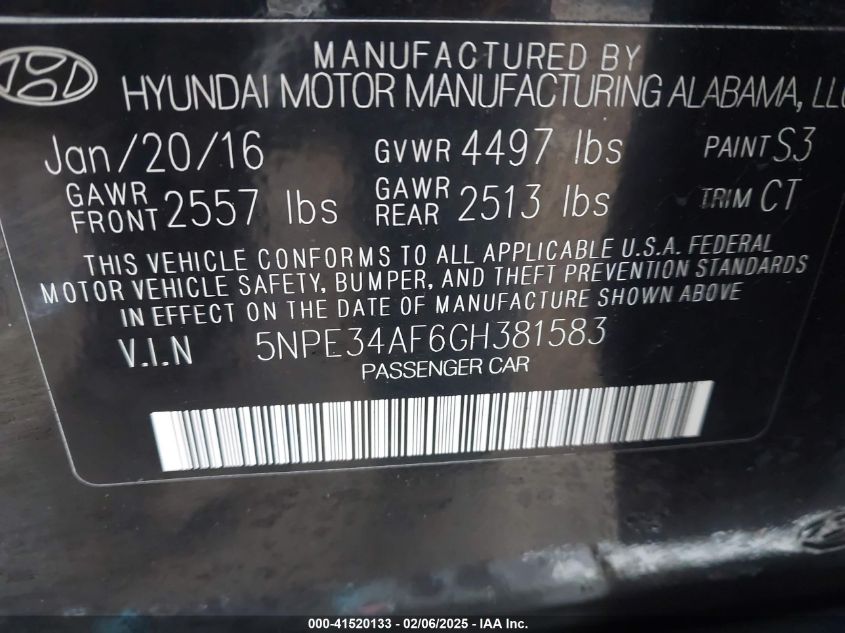 MANUFACTURED BY
HYUNDAI MOTOR MANUFACTURING ALABAMA, LLC
Jan/20/16 GVWR 4497 lbs PAINT S3
GAWR FRONT 2557 lbs GAWR REAR 2513 lbs TRIM CT
THIS VEHICLE CONFORMS TO ALL APPLICABLE U.S.A. FEDERAL
MOTOR VEHICLE SAFETY, BUMPER, AND THEFT PREVENTION STANDARDS
IN EFFECT ON THE DATE OF MANUFACTURE SHOWN ABOVE
V.I.N 5NPE34AF6GH381583
PASSENGER CAR
000-41520133 - 02/06/2025 - IAA Inc.